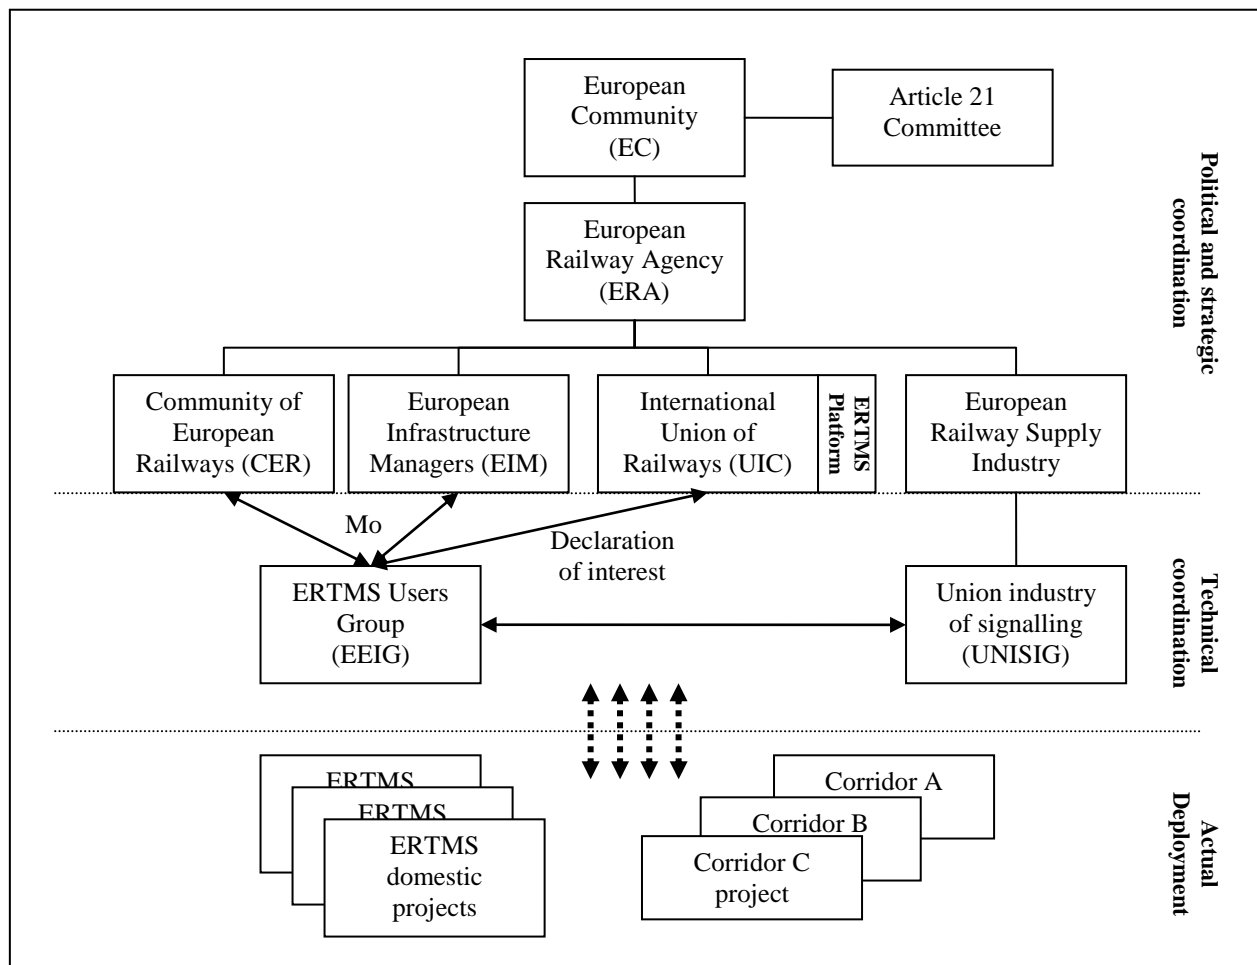 European
Community
(EC)
Article 21
Committee
European
Railway Agency
(ERA)
Political and strategic
coordination
Community of
European
Railways (CER)
European
Infrastructure
Managers (EIM)
International
Union of
Railways (UIC)
ERTMS
Platform
European
Railway Supply
Industry
Mo
Declaration
of interest
ERTMS Users
Group
(EEIG)
Union industry
of signalling
(UNISIG)
Technical
coordination
ERTMS
ERTMS
ERTMS
domestic
projects
Corridor A
Corridor B
Corridor C
project
Actual
Deployment